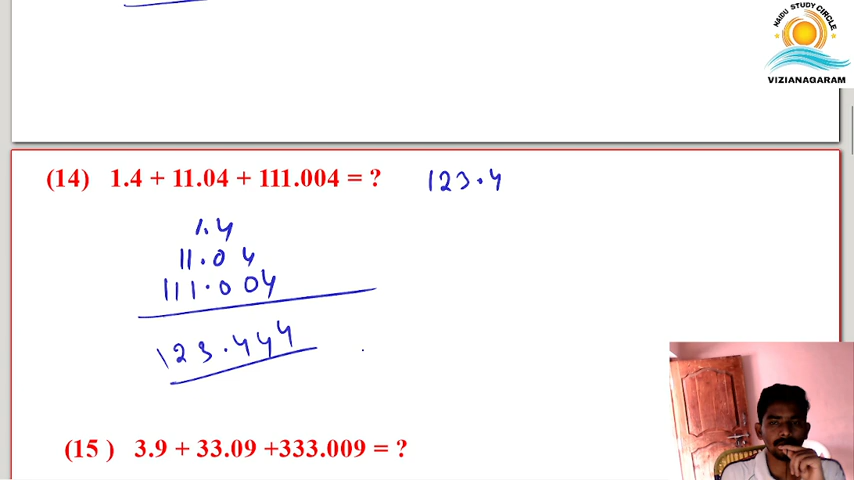 NAIDU STUDY CIRCLE
VIZIANAGARAM
(14) 1.4 + 11.04 + 111.004 = ? 123.4
1.4
11.04
111.004
123.444
(15 ) 3.9 + 33.09 +333.009 = ?